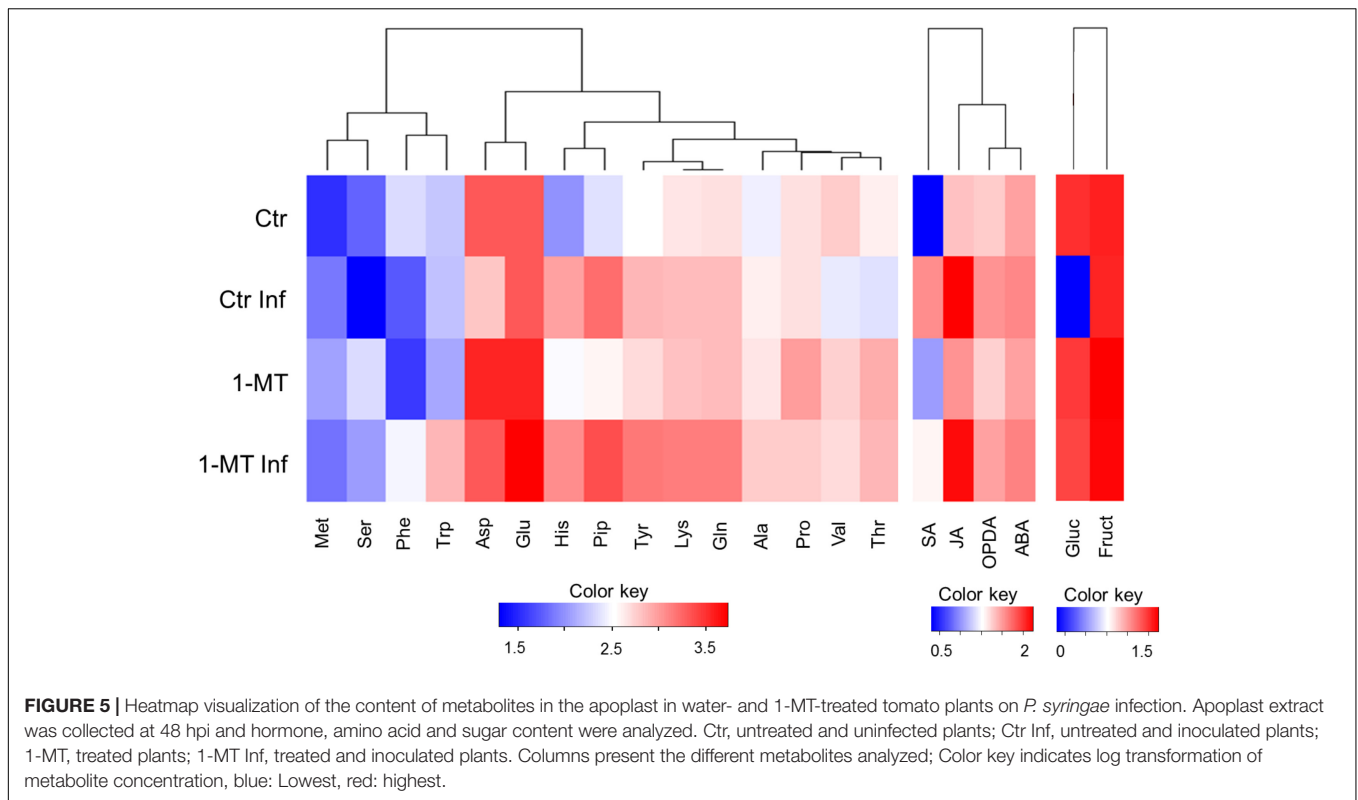 Ctr
Ctr Inf
1-MT
1-MT Inf
Met Ser Phe Trp Asp Glu His Pip Tyr Lys Gln Ala Pro Val Thr SA JA OPDA ABA Gluc Fruct
Color key Color key Color key
1.5 2.5 3.5 0.5 2 0 1.5
FIGURE 5 | Heatmap visualization of the content of metabolites in the apoplast in water- and 1-MT-treated tomato plants on P. syringae infection. Apoplast extract
was collected at 48 hpi and hormone, amino acid and sugar content were analyzed. Ctr, untreated and uninfected plants; Ctr Inf, untreated and inoculated plants;
1-MT, treated plants; 1-MT Inf, treated and inoculated plants. Columns present the different metabolites analyzed; Color key indicates log transformation of
metabolite concentration, blue: Lowest, red: highest.